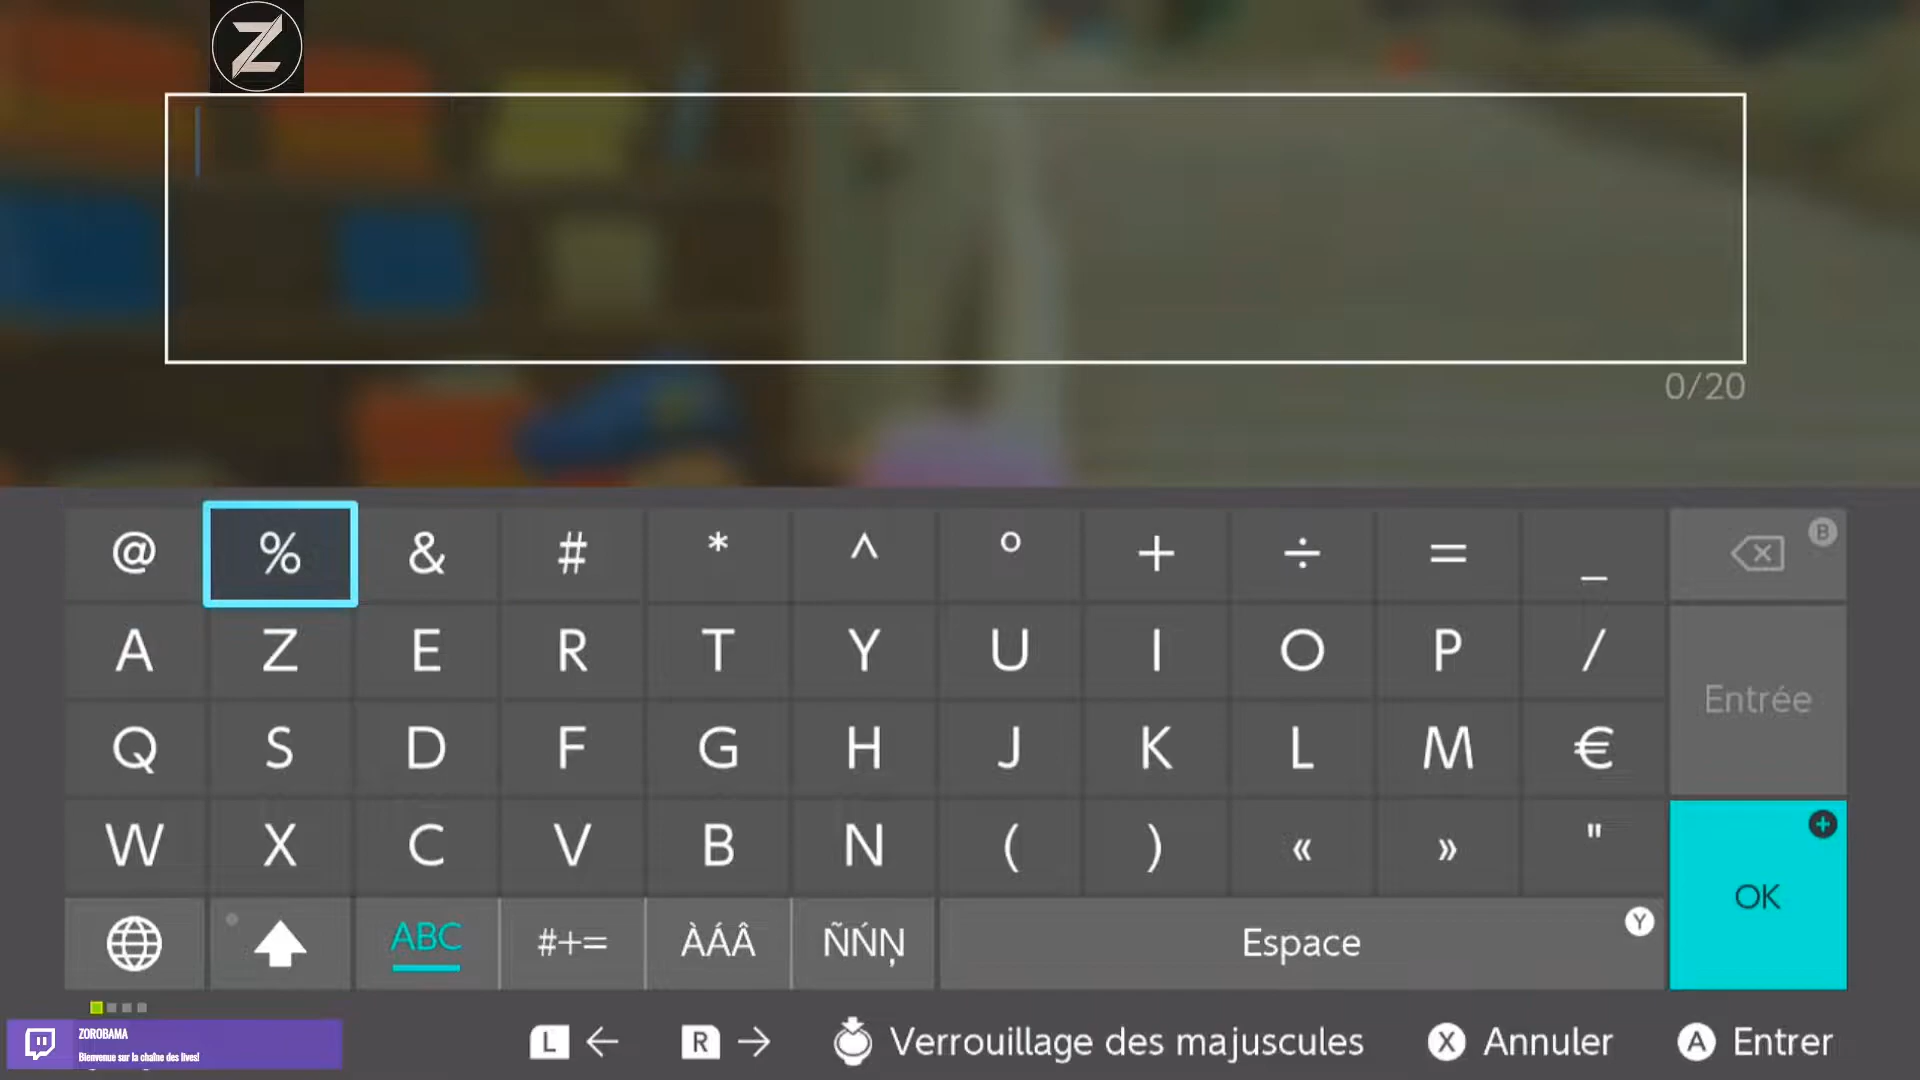 Z
0/20
@ % & # * ^ ° + ÷ = _ B
A Z E R T Y U I O P /
Entrée
Q S D F G H J K L M €
W X C V B N ( ) « » "
+
OK
ABC #+= ÀÁÂ ÑŃŅ Espace Y
ZOROBAMA
Bienvenue sur la chaîne des lives!
L ← R → Verrouillage des majuscules X Annuler A Entrer